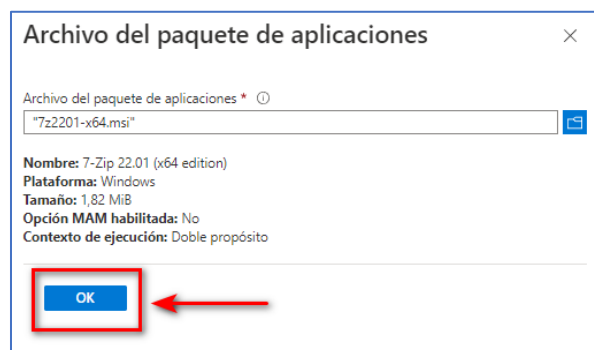 Archivo del paquete de aplicaciones
Archivo del paquete de aplicaciones *
"7z2201-x64.msi"
Nombre: 7-Zip 22.01 (x64 edition)
Plataforma: Windows
Tamaño: 1,82 MiB
Opción MAM habilitada: No
Contexto de ejecución: Doble propósito
OK